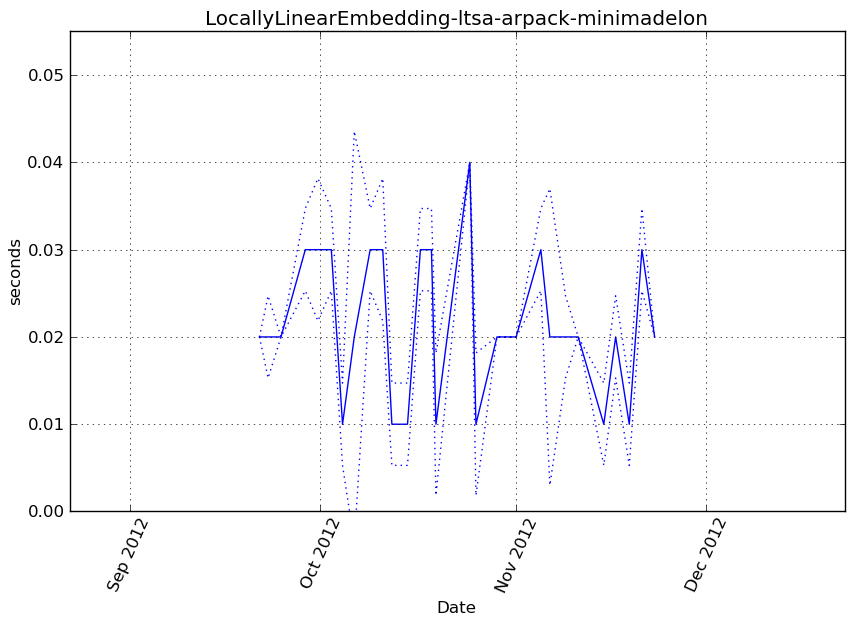 LocallyLinearEmbedding-ltsa-arpack-minimadelon
0.05
0.04
0.03
0.02
0.01
0.00
seconds
Sep 2012
Oct 2012
Nov 2012
Dec 2012
Date